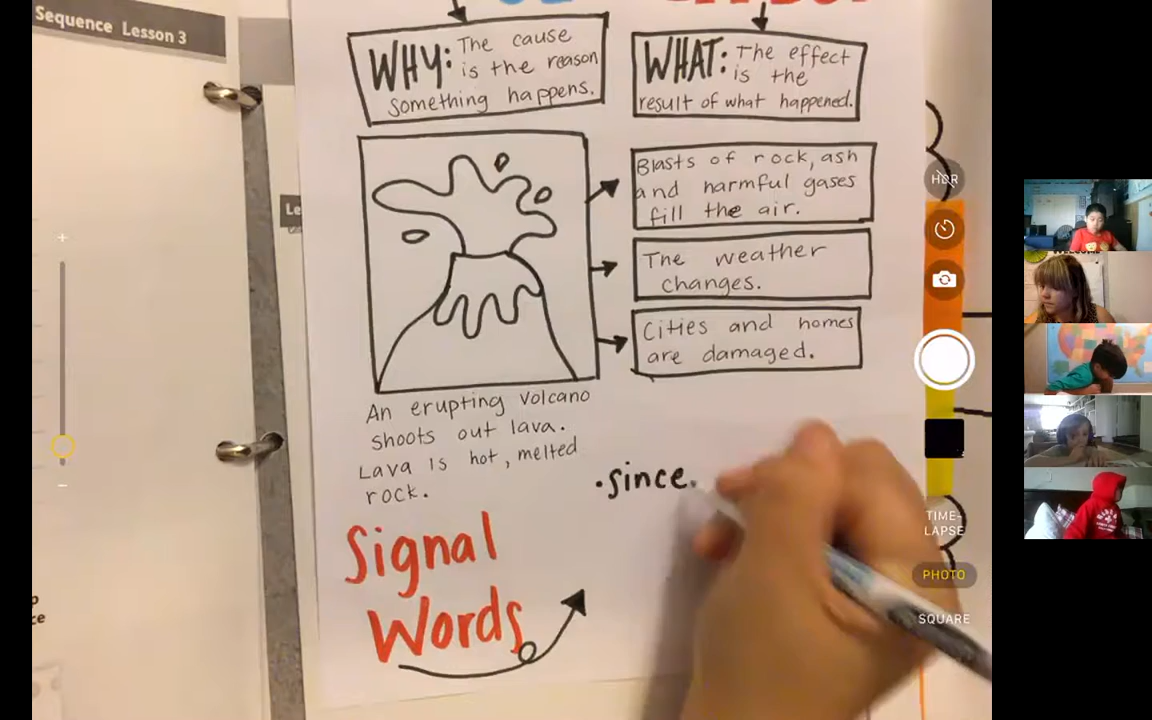 Sequence Lesson 3
WHY: The cause
is the reason
something happens.
WHAT: The effect
is the
result of what happened.
Blasts of rock, ash
and harmful gases
fill the air.
The weather
changes.
Cities and homes
are damaged.
An erupting volcano
shoots out lava.
Lava is hot, melted
rock.
•since
Signal
Words
HDR
TIME-
LAPSE
PHOTO
SQUARE